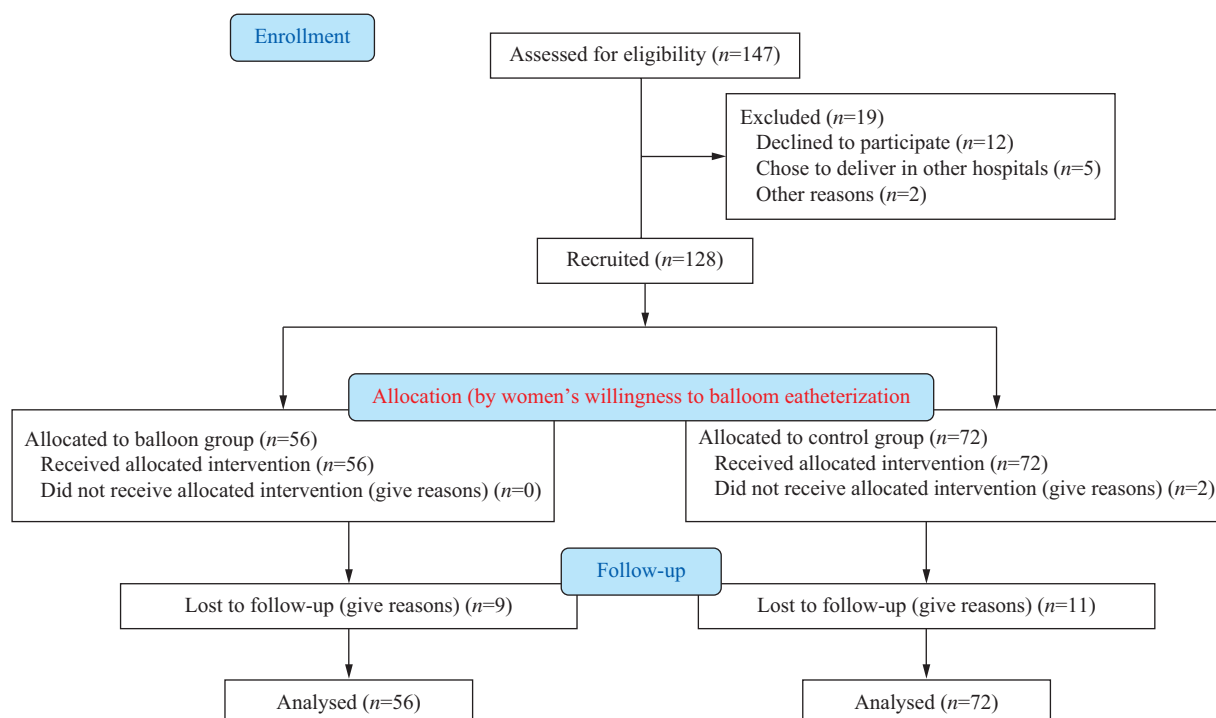 Enrollment
Assessed for eligibility (n=147)
Excluded (n=19)
Declined to participate (n=12)
Chose to deliver in other hospitals (n=5)
Other reasons (n=2)
Recruited (n=128)
Allocation (by women's willingness to balloom eatheterization
Allocated to balloon group (n=56)
Received allocated intervention (n=56)
Did not receive allocated intervention (give reasons) (n=0)
Allocated to control group (n=72)
Received allocated intervention (n=72)
Did not receive allocated intervention (give reasons) (n=2)
Follow-up
Lost to follow-up (give reasons) (n=9)
Lost to follow-up (give reasons) (n=11)
Analysed (n=56)
Analysed (n=72)